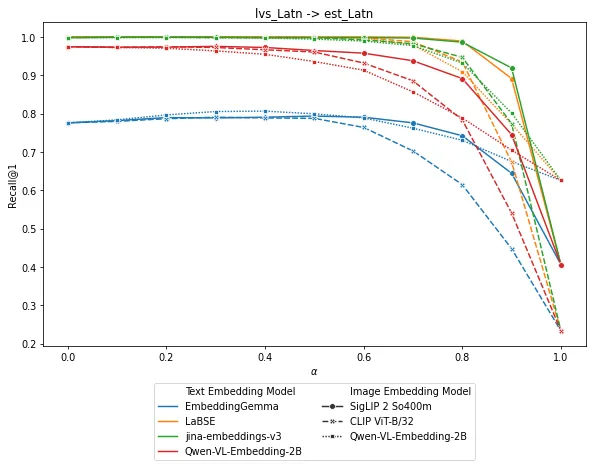 lvs_Latn -> est_Latn
Recall@1
1.0
0.9
0.8
0.7
0.6
0.5
0.4
0.3
0.2
0.0 0.2 0.4 0.6 0.8 1.0
α
Text Embedding Model Image Embedding Model
EmbeddingGemma SigLIP 2 So400m
LaBSE CLIP ViT-B/32
jina-embeddings-v3 Qwen-VL-Embedding-2B
Qwen-VL-Embedding-2B